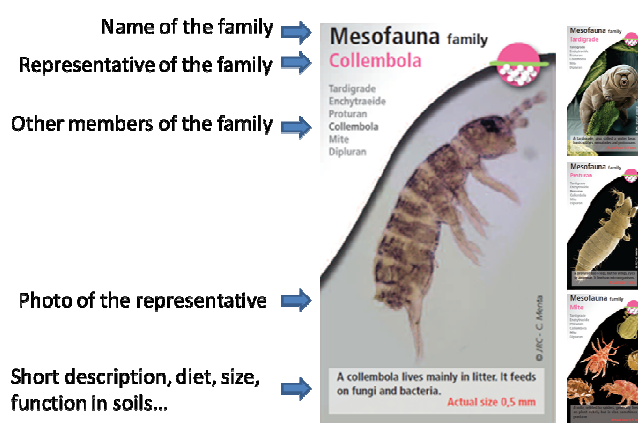 Name of the family
Representative of the family
Other members of the family
Photo of the representative
Short description, diet, size,
function in soils...
Mesofauna family
Collembola
Tardigrade
Enchytraeide
Proturan
Collembola
Mite
Dipluran
© JRC - C. Menta
A collembola lives mainly in litter. It feeds
on fungi and bacteria.
Actual size 0,5 mm
Mesofauna family
Tardigrade
Mesofauna family
Mesofauna family
Mite